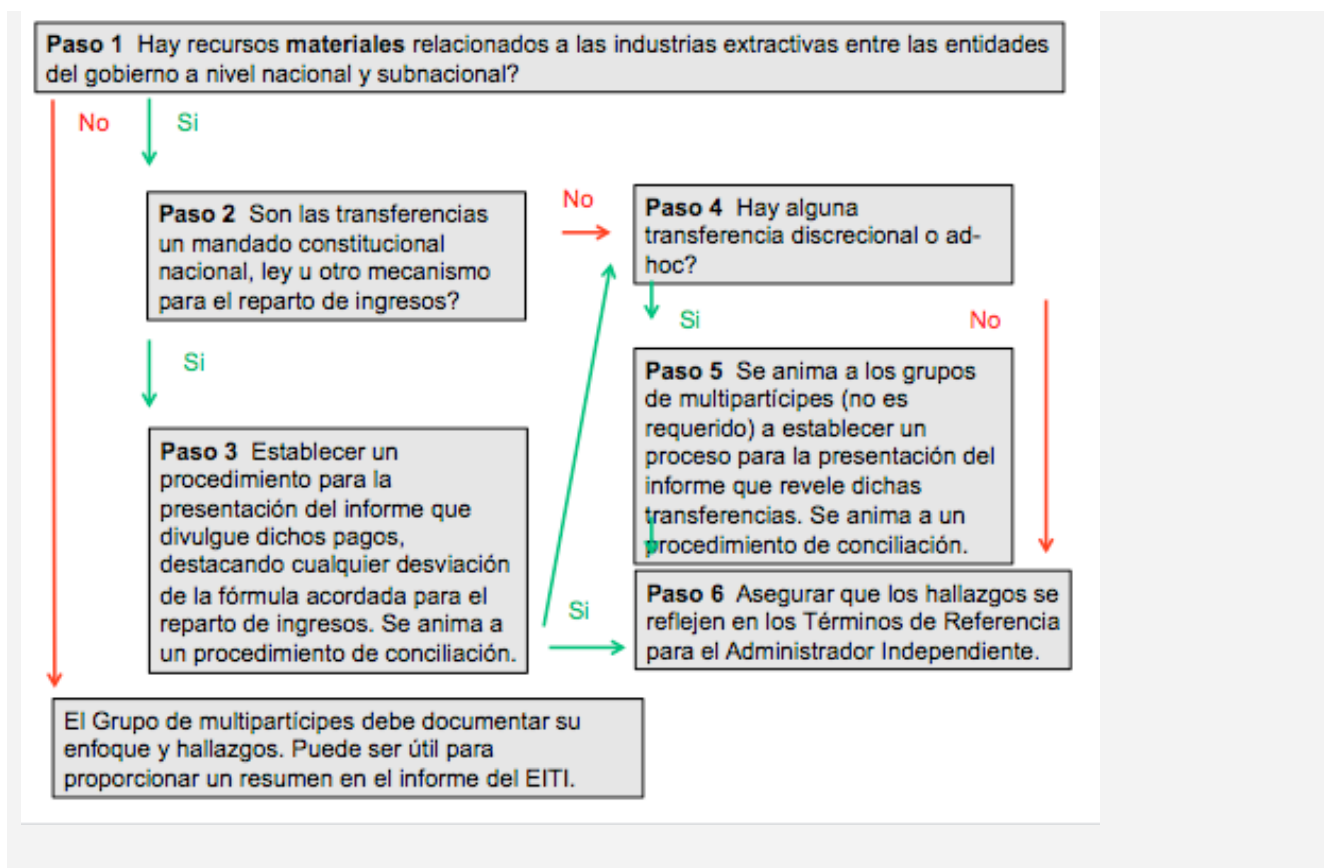 Paso 1 Hay recursos materiales relacionados a las industrias extractivas entre las entidades
del gobierno a nivel nacional y subnacional?
No
Si
Paso 2 Son las transferencias
un mandado constitucional
nacional, ley u otro mecanismo
para el reparto de ingresos?
No
Paso 4 Hay alguna
transferencia discrecional o ad-
hoc?
Si
No
Si
Paso 3 Establecer un
procedimiento para la
presentación del informe que
divulgue dichos pagos,
destacando cualquier desviación
de la fórmula acordada para el
reparto de ingresos. Se anima a
un procedimiento de conciliación.
Paso 5 Se anima a los grupos
de multipartícipes (no es
requerido) a establecer un
proceso para la presentación del
informe que revele dichas
transferencias. Se anima a un
procedimiento de conciliación.
Si
Paso 6 Asegurar que los hallazgos se
reflejen en los Términos de Referencia
para el Administrador Independiente.
El Grupo de multipartícipes debe documentar su
enfoque y hallazgos. Puede ser útil para
proporcionar un resumen en el informe del EITI.